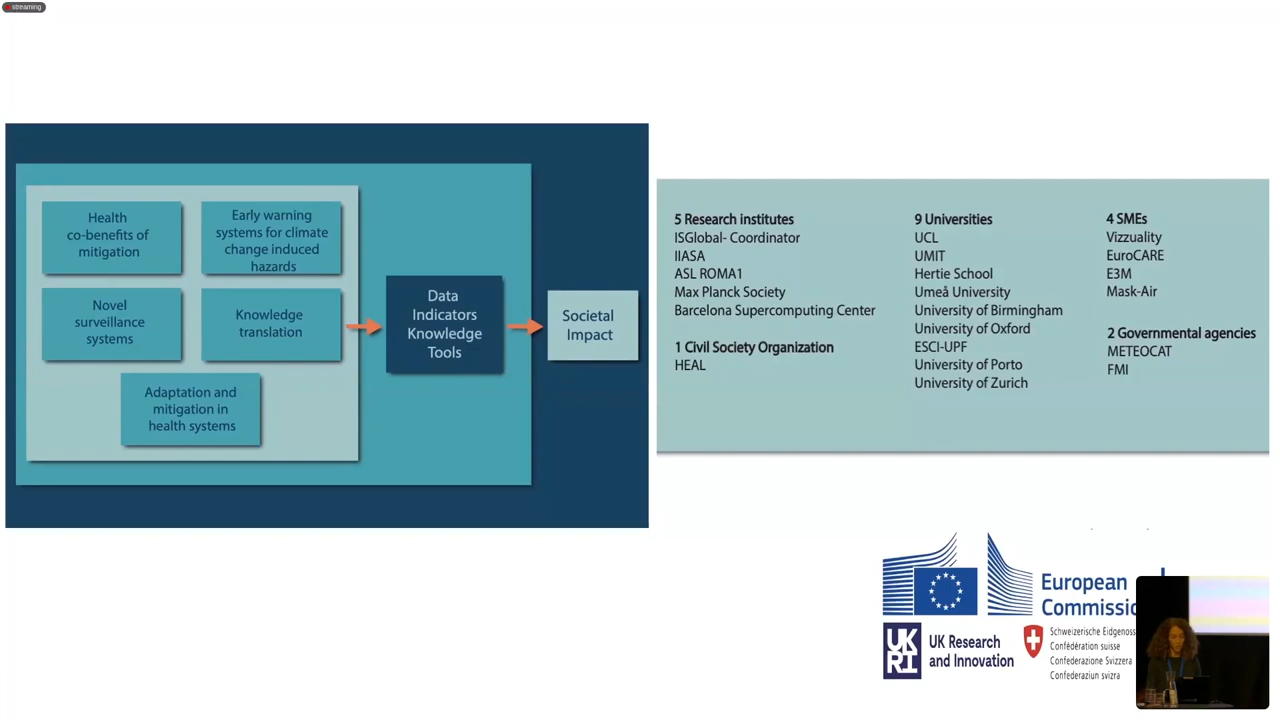 streaming
Health
co-benefits of
mitigation
Early warning
systems for climate
change induced
hazards
Novel
surveillance
systems
Knowledge
translation
Adaptation and
mitigation in
health systems
Data
Indicators
Knowledge
Tools
Societal
Impact
5 Research institutes
ISGlobal- Coordinator
IIASA
ASL ROMA1
Max Planck Society
Barcelona Supercomputing Center
1 Civil Society Organization
HEAL
9 Universities
UCL
UMIT
Hertie School
Umeå University
University of Birmingham
University of Oxford
ESCI-UPF
University of Porto
University of Zurich
4 SMEs
Vizzuality
EuroCARE
E3M
Mask-Air
2 Governmental agencies
METEOCAT
FMI
European
Commissi
UK
RI
UK Research
and Innovation
Schweizerische Eidgenoss
Confédération suisse
Confederazione Svizzera
Confederaziun svizra